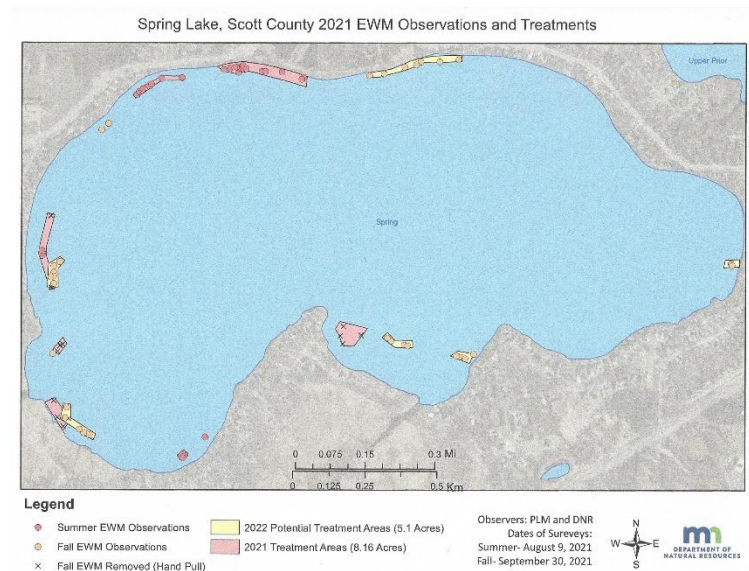 Spring Lake, Scott County 2021 EWM Observations and Treatments
Upper Prior
Spring
0 0.075 0.15 0.3 Mi
0 0.125 0.25 0.5 Km
Legend
Summer EWM Observations
Fall EWM Observations
Fall EWM Removed (Hand Pull)
2022 Potential Treatment Areas (5.1 Acres)
2021 Treatment Areas (8.16 Acres)
Observers: PLM and DNR
Dates of Sureveys:
Summer- August 9, 2021
Fall- September 30, 2021
N
W E
S
mn
DEPARTMENT OF
NATURAL RESOURCES